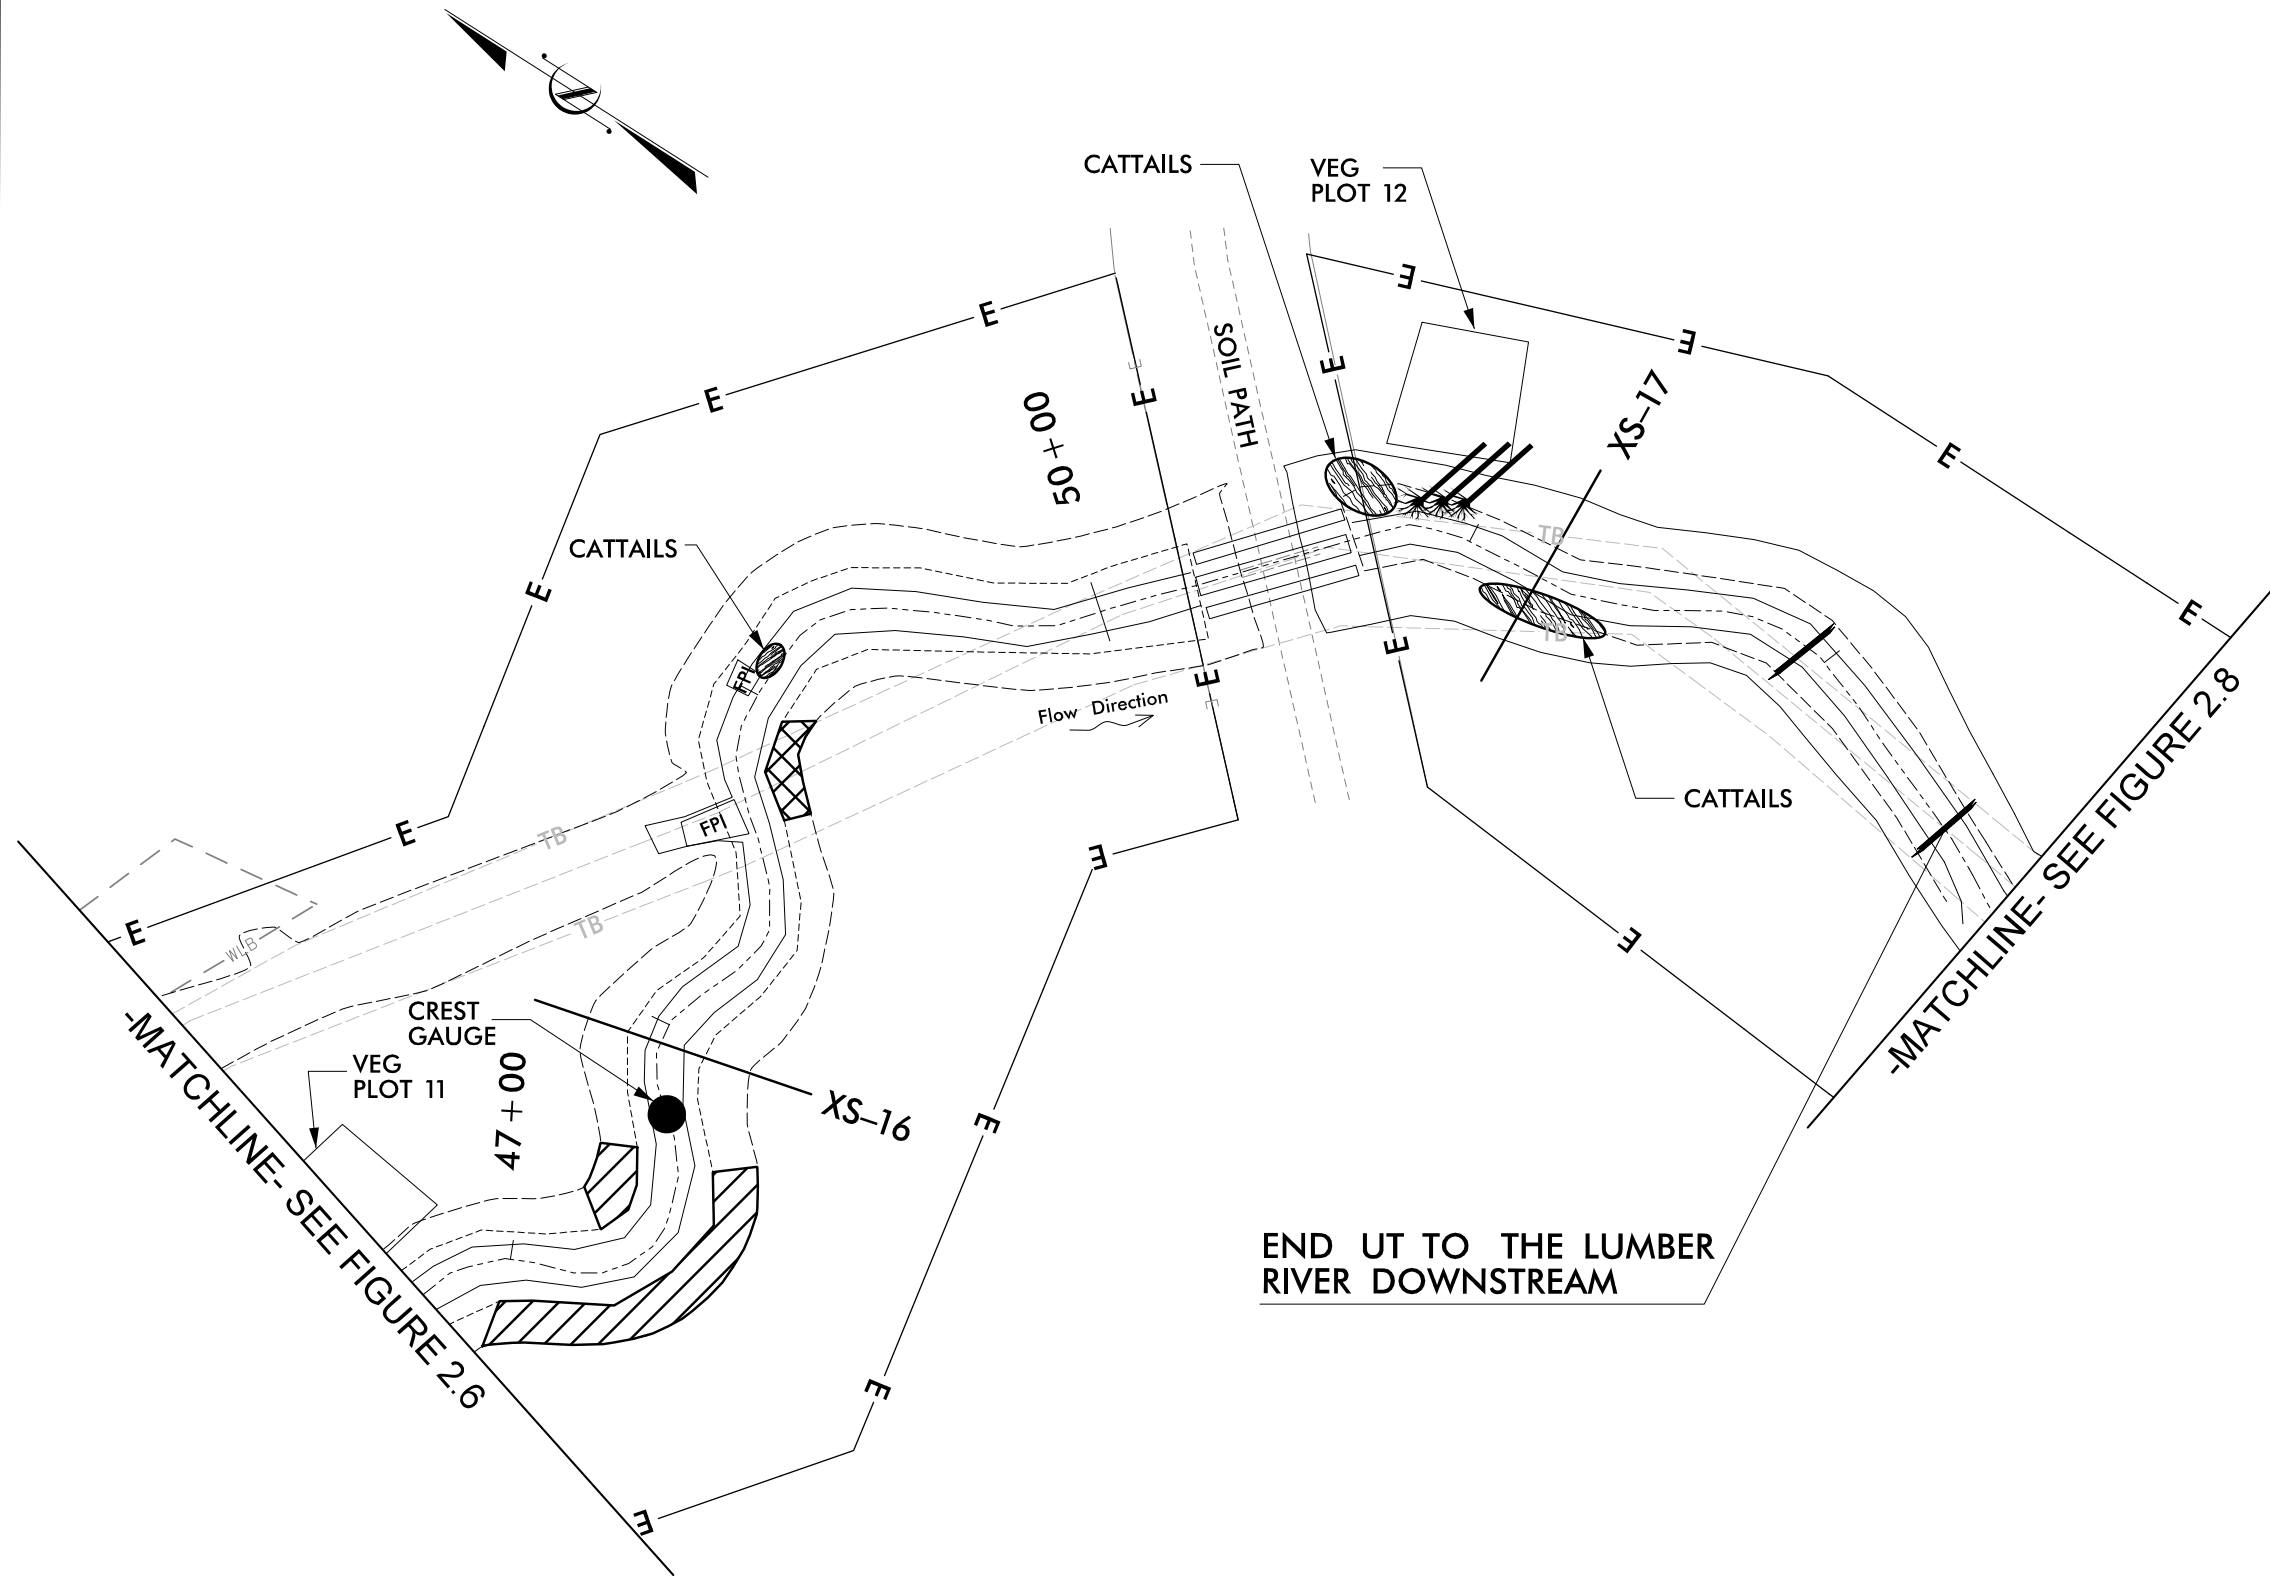 CATTAILS
VEG
PLOT 12
E
E
E
E
E
E
E
SOIL PATH
50+00
XS-17
E
TB
CATTAILS
E
E
TB
E
E
FPI
E
MATCHLINE- SEE FIGURE 2.8
Flow Direction
CATTAILS
FPI
E
TB
E
E
TB
WLB
E
CREST
GAUGE
VEG
PLOT 11
47+00
XS-16
E
-MATCHLINE- SEE FIGURE 2.6
END UT TO THE LUMBER
RIVER DOWNSTREAM
E
E